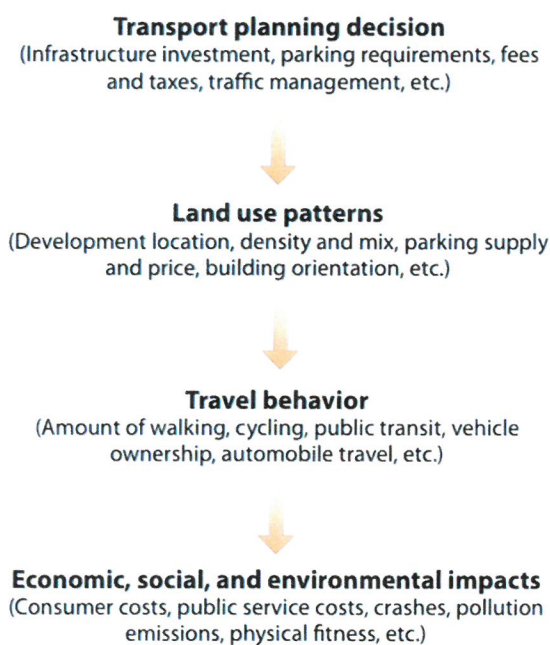 Transport planning decision
(Infrastructure investment, parking requirements, fees
and taxes, traffic management, etc.)
Land use patterns
(Development location, density and mix, parking supply
and price, building orientation, etc.)
Travel behavior
(Amount of walking, cycling, public transit, vehicle
ownership, automobile travel, etc.)
Economic, social, and environmental impacts
(Consumer costs, public service costs, crashes, pollution
emissions, physical fitness, etc.)